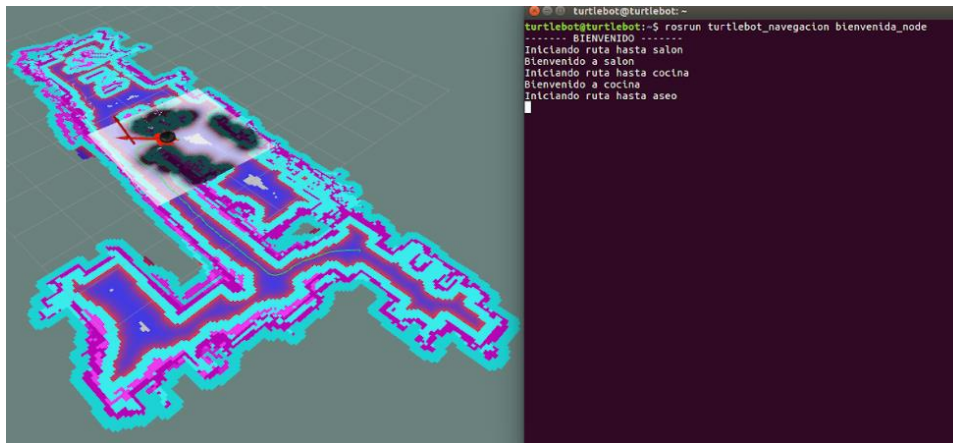 turtlebot@turtlebot: ~
turtlebot@turtlebot:~$ rosrun turtlebot_navegacion bienvenida_node
------- BIENVENIDO -------
Iniciando ruta hasta salon
Bienvenido a salon
Iniciando ruta hasta cocina
Bienvenido a cocina
Iniciando ruta hasta aseo